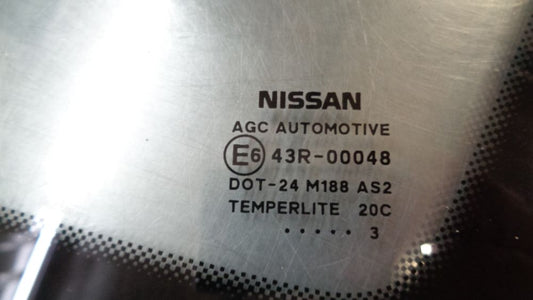 NISSAN
AGC AUTOMOTIVE
E6 43R-00048
DOT-24 M188 AS2
TEMPERLITE 20C
..... 3